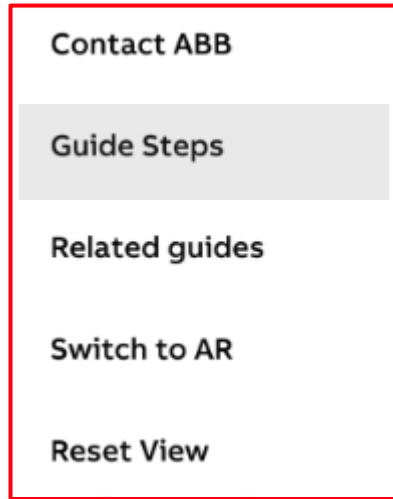 Contact ABB
Guide Steps
Related guides
Switch to AR
Reset View